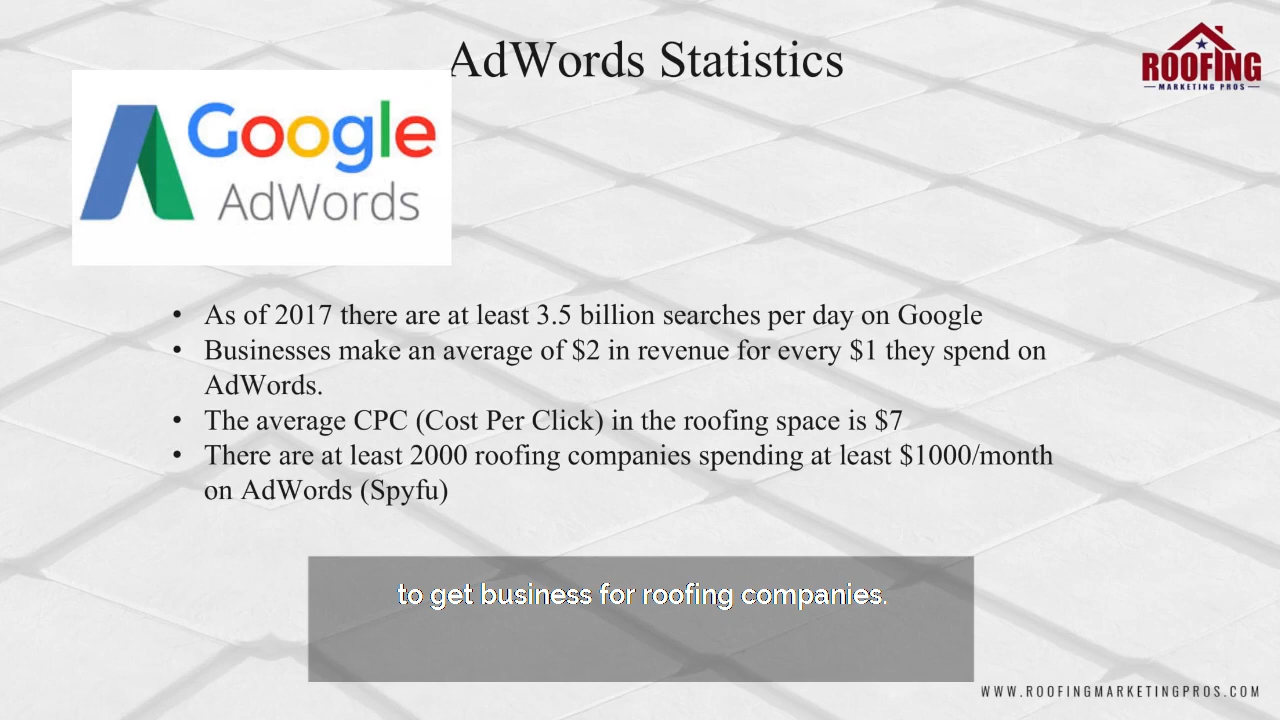 AdWords Statistics
ROOFING
MARKETING PROS
Google
AdWords
• As of 2017 there are at least 3.5 billion searches per day on Google
• Businesses make an average of $2 in revenue for every $1 they spend on
AdWords.
• The average CPC (Cost Per Click) in the roofing space is $7
• There are at least 2000 roofing companies spending at least $1000/month
on AdWords (Spyfu)
to get business for roofing companies.
WWW.ROOFINGMARKETINGPROS.COM